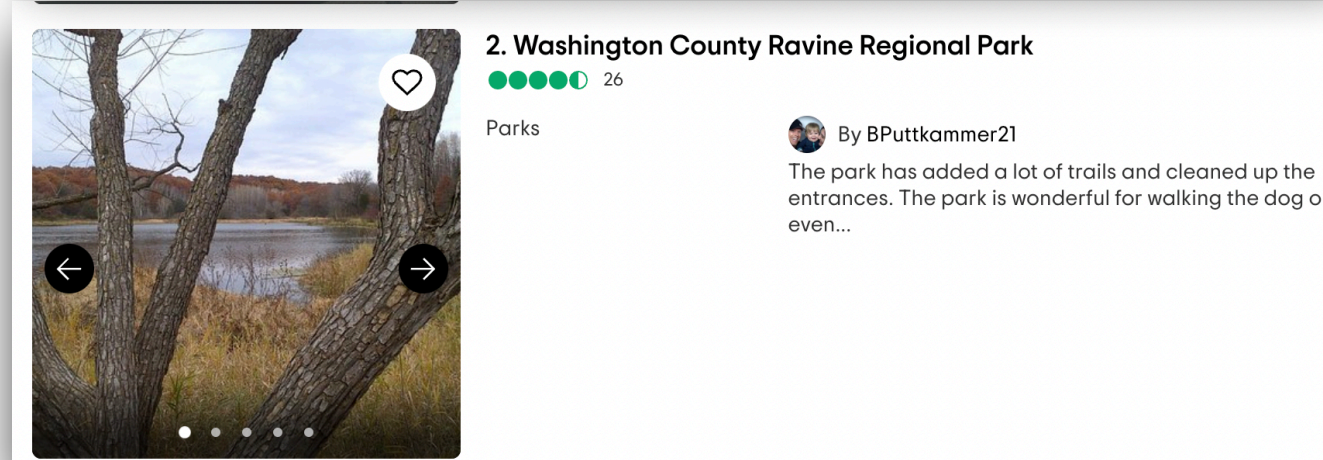 2. Washington County Ravine Regional Park
26
Parks
By BPuttkammer21
The park has added a lot of trails and cleaned up the
entrances. The park is wonderful for walking the dog o
even...